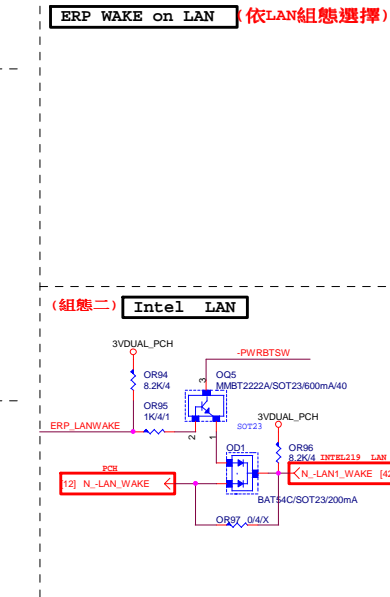 ERP WAKE on LAN (依LAN組態選擇)
(組態二) Intel LAN
3VDUAL_PCH
-PWRBTSW
OR94
8.2K/4
OQ5
MMBT2222A/SOT23/600mA/40
3
OR95
1K/4/1
ERP_LANWAKE
2
1
SOT23
3VDUAL_PCH
OD1
OR96
8.2K/4 INTEL219 LAN
PCH
[12] N_-LAN_WAKE
N_-LAN1_WAKE [42
BAT54C/SOT23/200mA
OR97 0/4/X